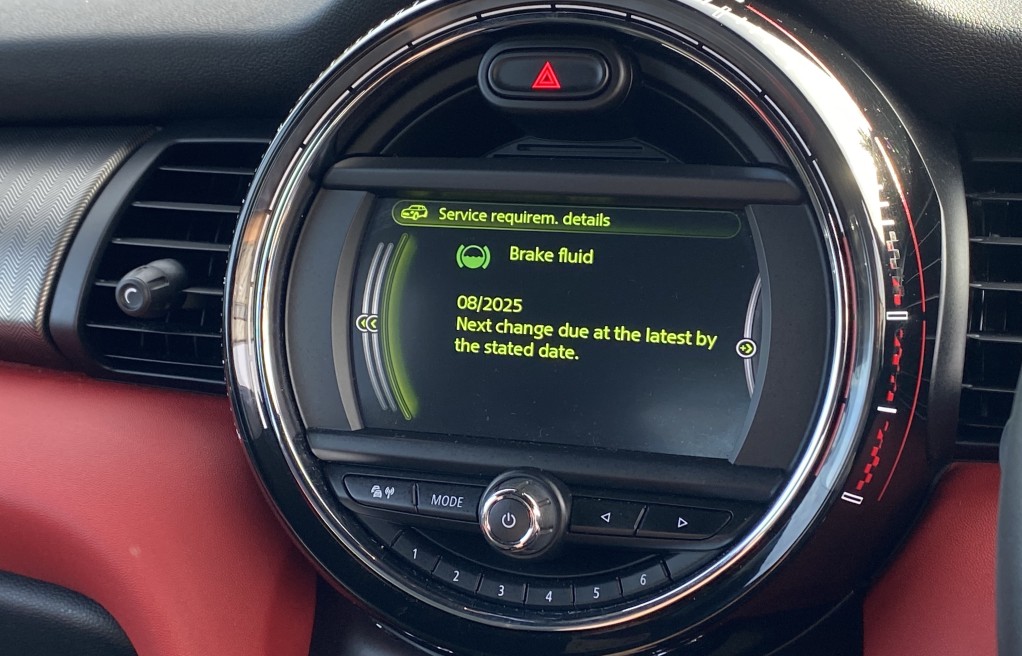 Service requirem. details
Brake fluid
08/2025
Next change due at the latest by
the stated date.
MODE
1
2
3
4
5
6